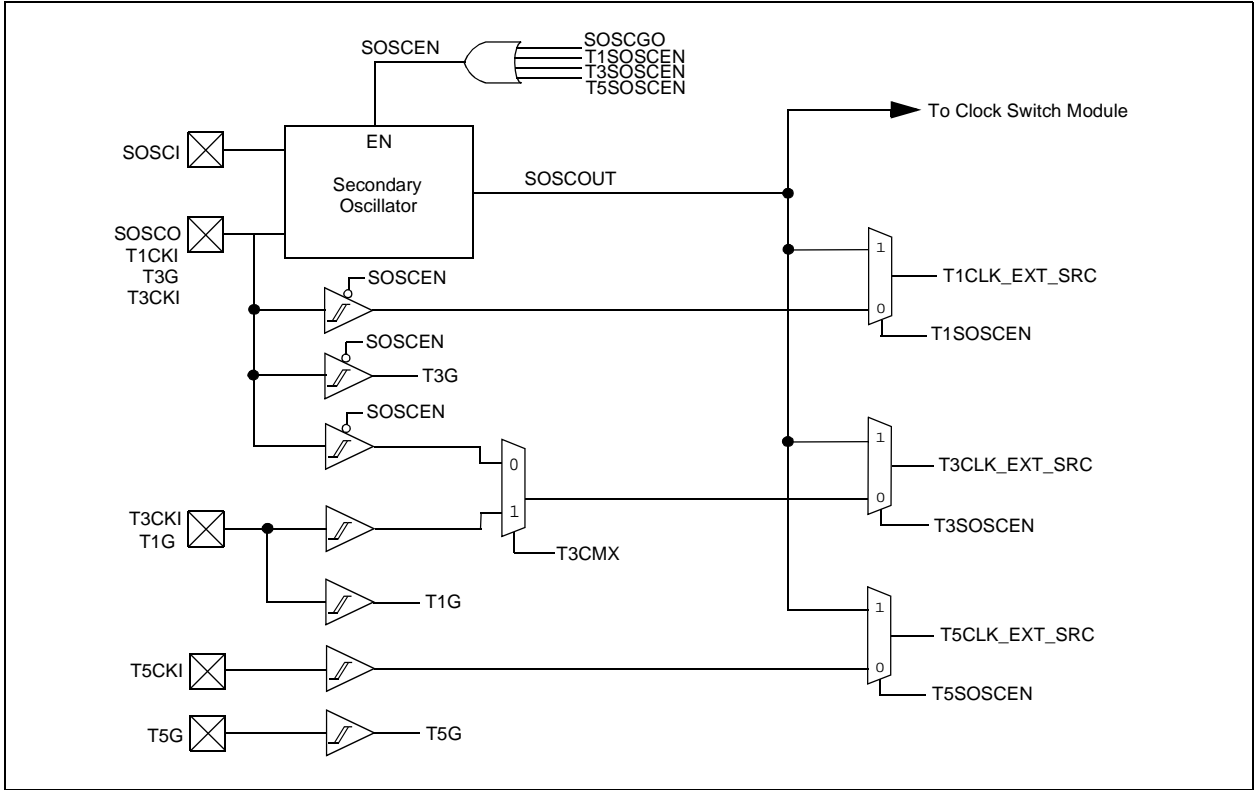 SOSCEN
SOSCGO
T1SOSCEN
T3SOSCEN
T5SOSCEN
To Clock Switch Module
SOSCI
EN
Secondary
Oscillator
SOSCOUT
SOSCO
T1CKI
T3G
T3CKI
SOSCEN
1
0
T1CLK_EXT_SRC
T1SOSCEN
SOSCEN
T3G
SOSCEN
0
1
T3CMX
1
0
T3CLK_EXT_SRC
T3SOSCEN
T3CKI
T1G
T1G
1
0
T5CLK_EXT_SRC
T5SOSCEN
T5CKI
T5G
T5G